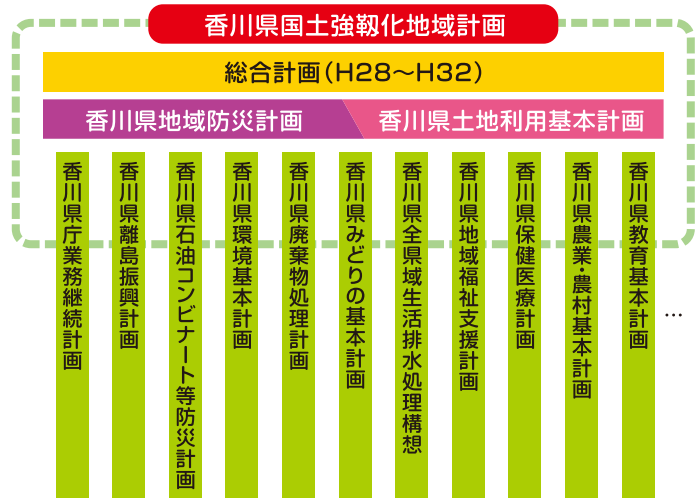 香川県国土強靱化地域計画
総合計画（H28～H32）
香川県地域防災計画
香川県土地利用基本計画
香川県庁業務継続計画
香川県離島振興計画
香川県石油コンビナート等防災計画
香川県環境基本計画
香川県廃棄物処理計画
香川県みどりの基本計画
香川県全県域生活排水処理構想
香川県地域福祉支援計画
香川県保健医療計画
香川県農業・農村基本計画
香川県教育基本計画
…